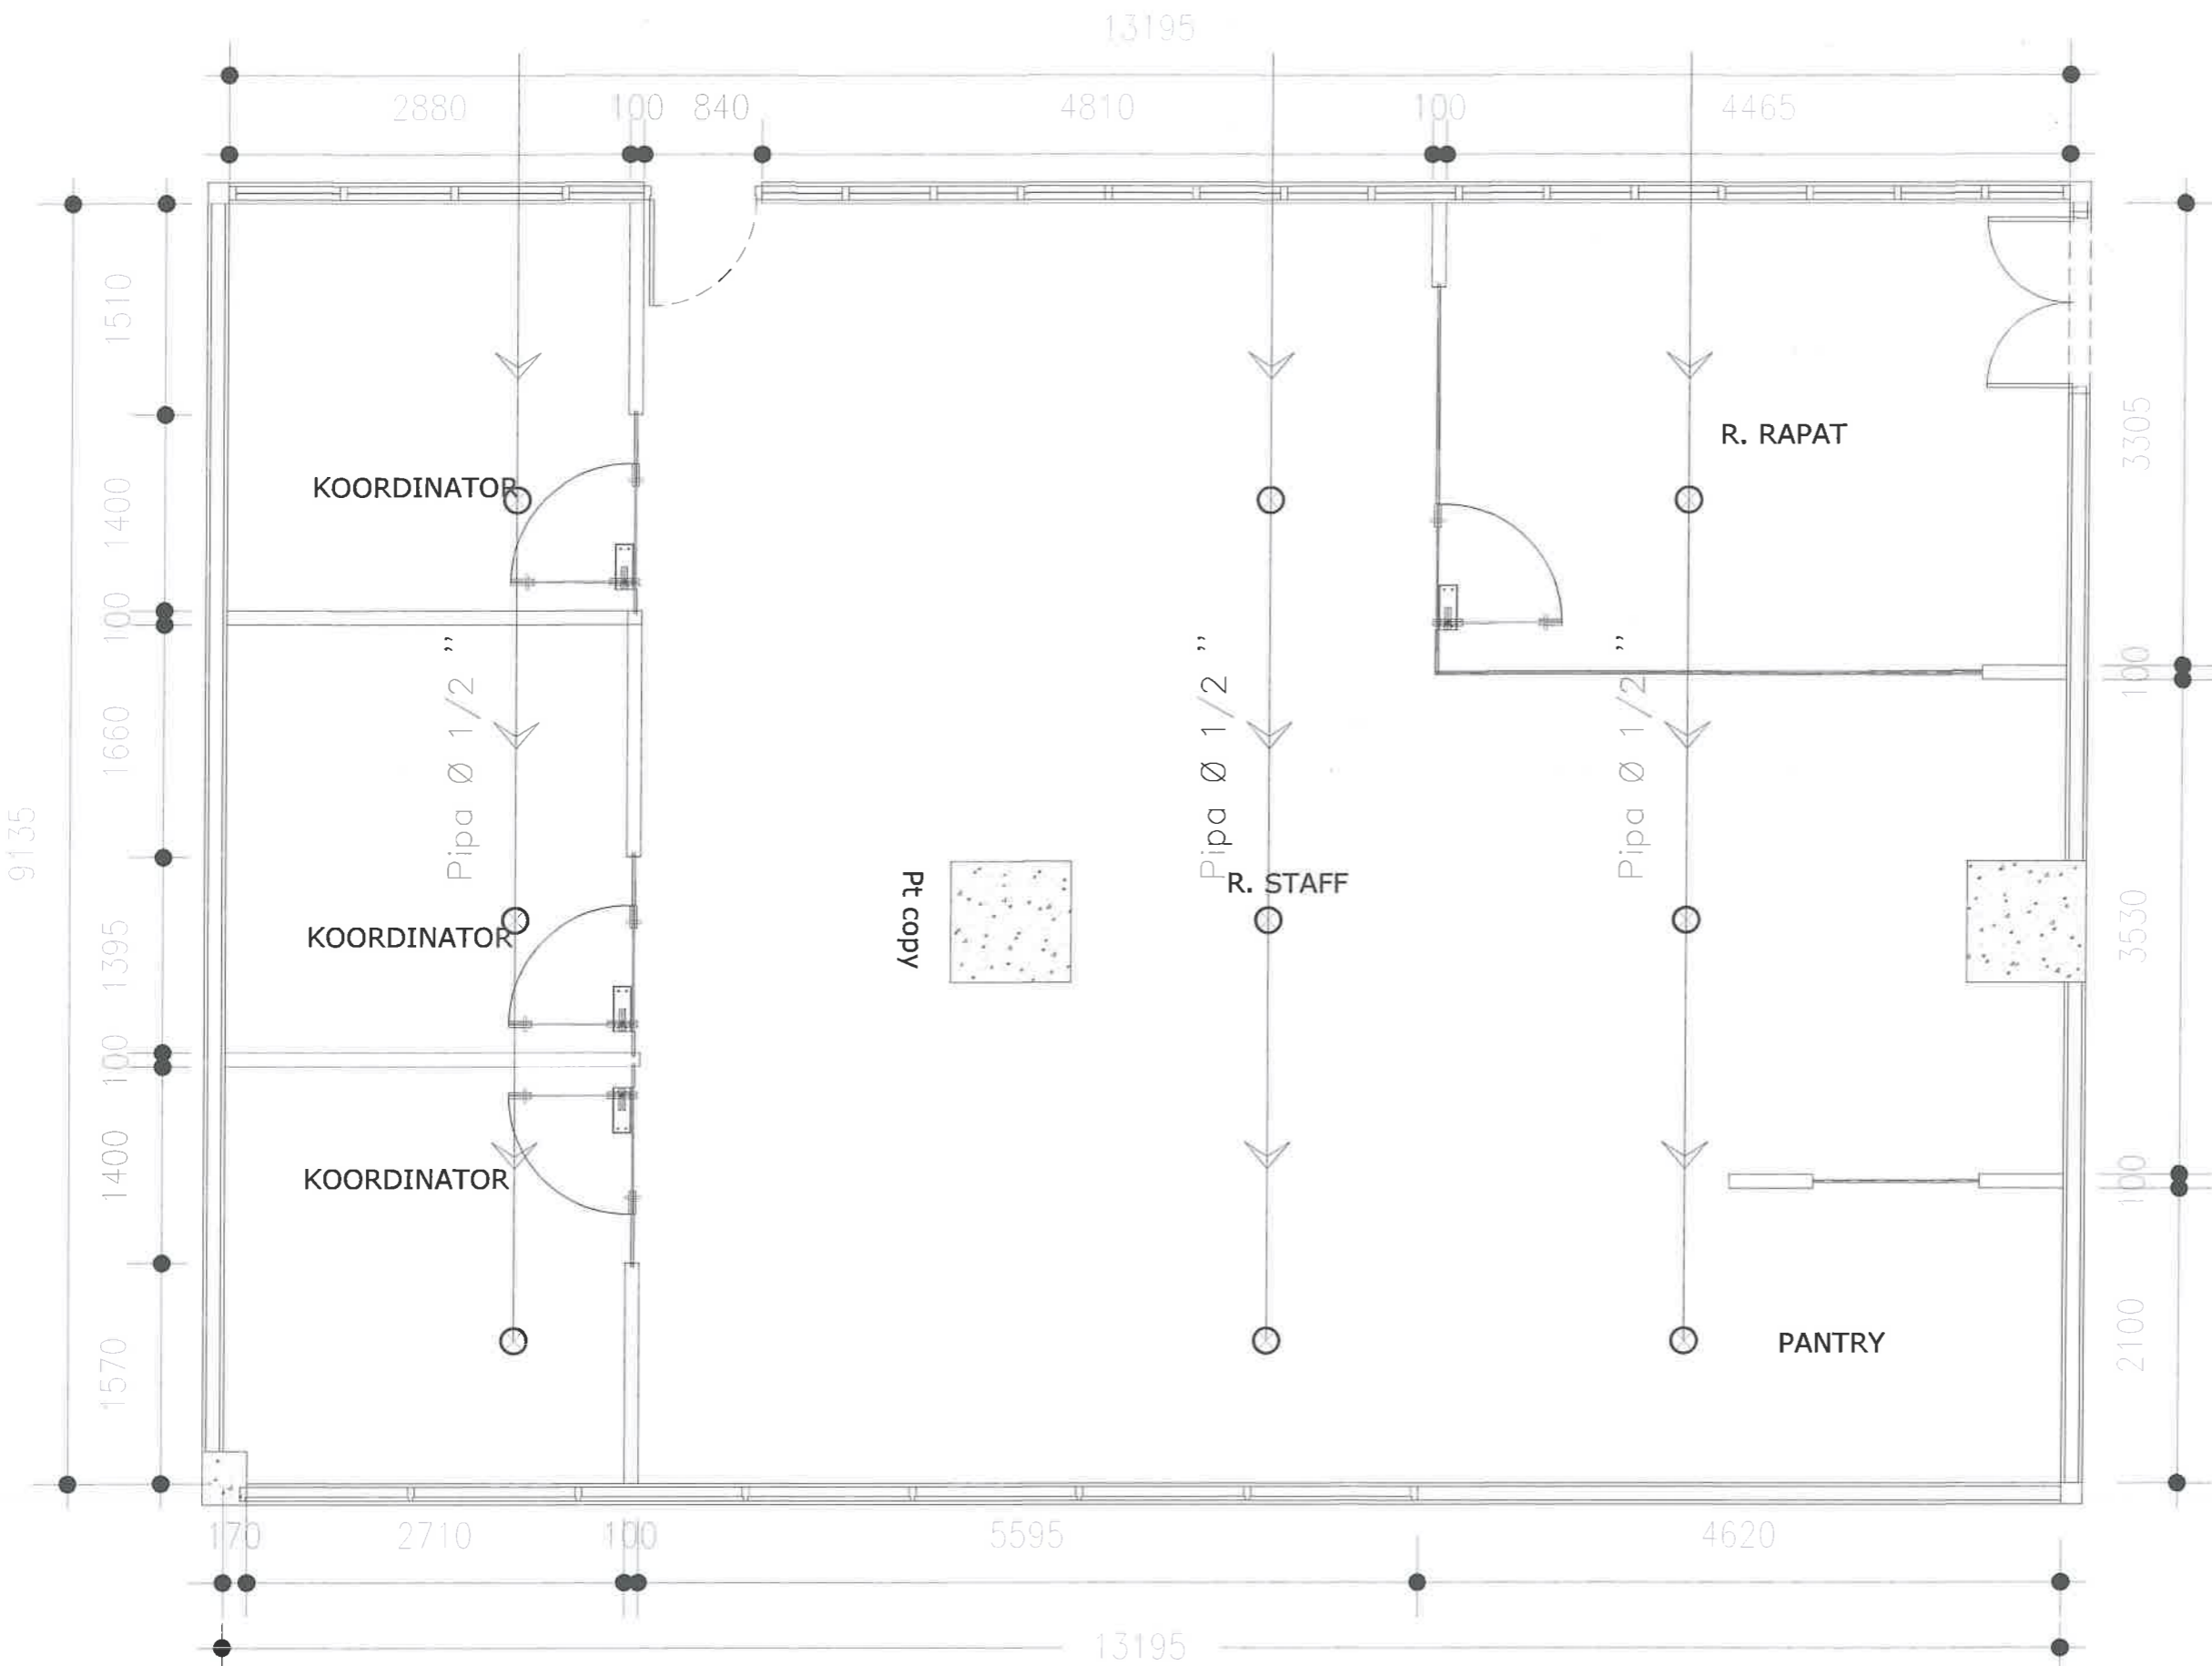 13195
2880
100
840
4810
100
4465
1510
1400
100
1660
1395
100
1400
1570
9135
3305
100
3530
100
2100
KOORDINATOR
R. RAPAT
Pipa Ø 1/2 ”
Pipa Ø 1/2 ”
Pipa Ø 1/2 ”
Pt copy
R. STAFF
KOORDINATOR
KOORDINATOR
PANTRY
170
2710
100
5595
4620
13195